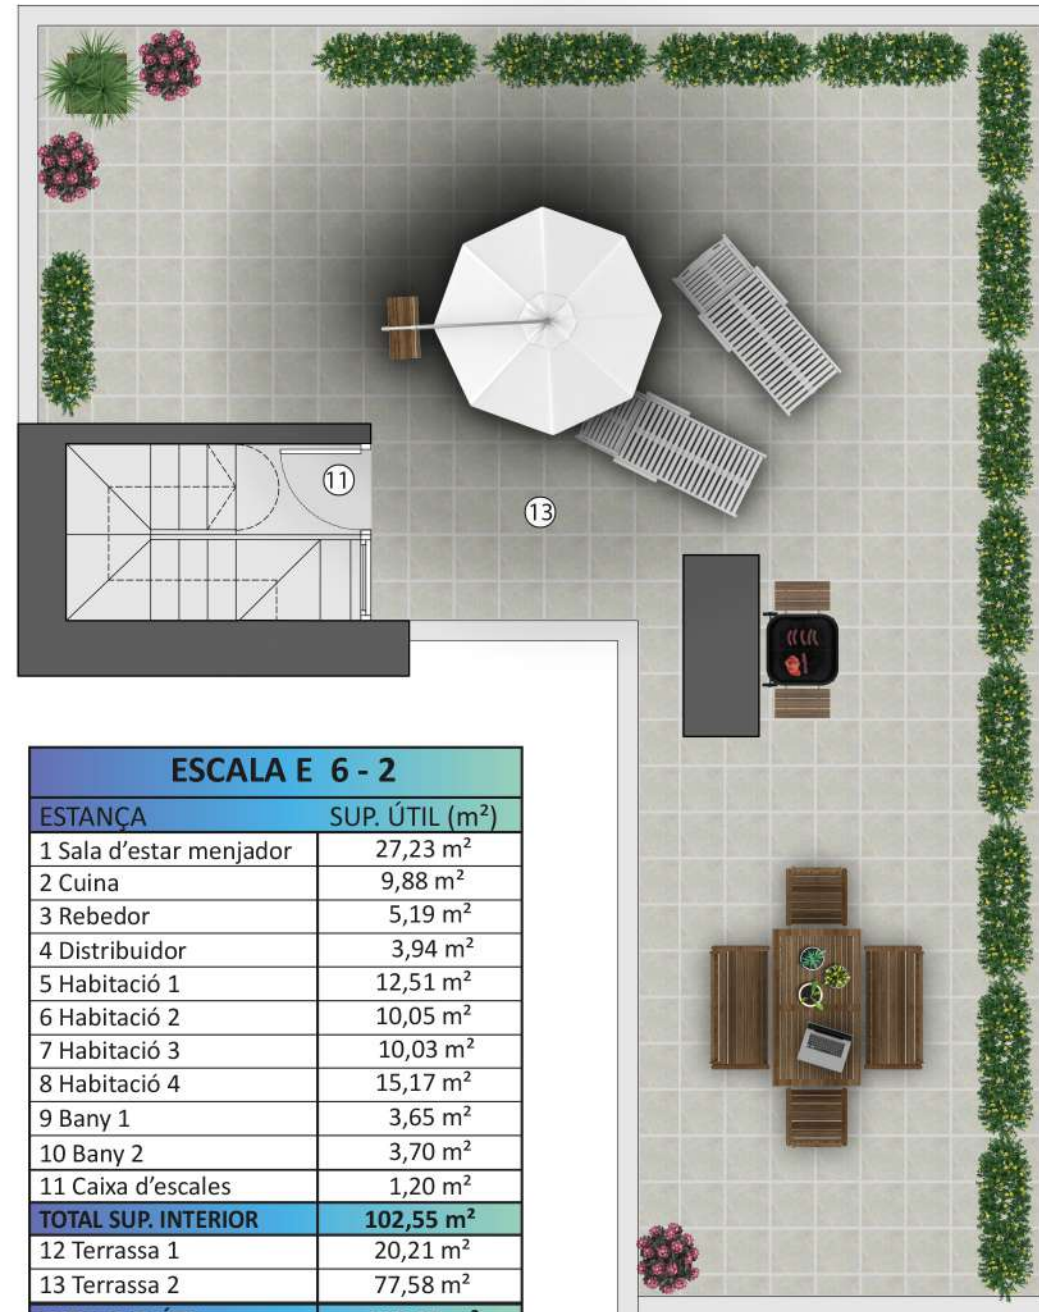 11
13
ESCALA E 6 - 2
ESTANÇA SUP. ÚTIL (m²)
1 Sala d'estar menjador 27,23 m²
2 Cuina 9,88 m²
3 Rebedor 5,19 m²
4 Distribuidor 3,94 m²
5 Habitació 1 12,51 m²
6 Habitació 2 10,05 m²
7 Habitació 3 10,03 m²
8 Habitació 4 15,17 m²
9 Bany 1 3,65 m²
10 Bany 2 3,70 m²
11 Caixa d'escales 1,20 m²
TOTAL SUP. INTERIOR 102,55 m²
12 Terrassa 1 20,21 m²
13 Terrassa 2 77,58 m²